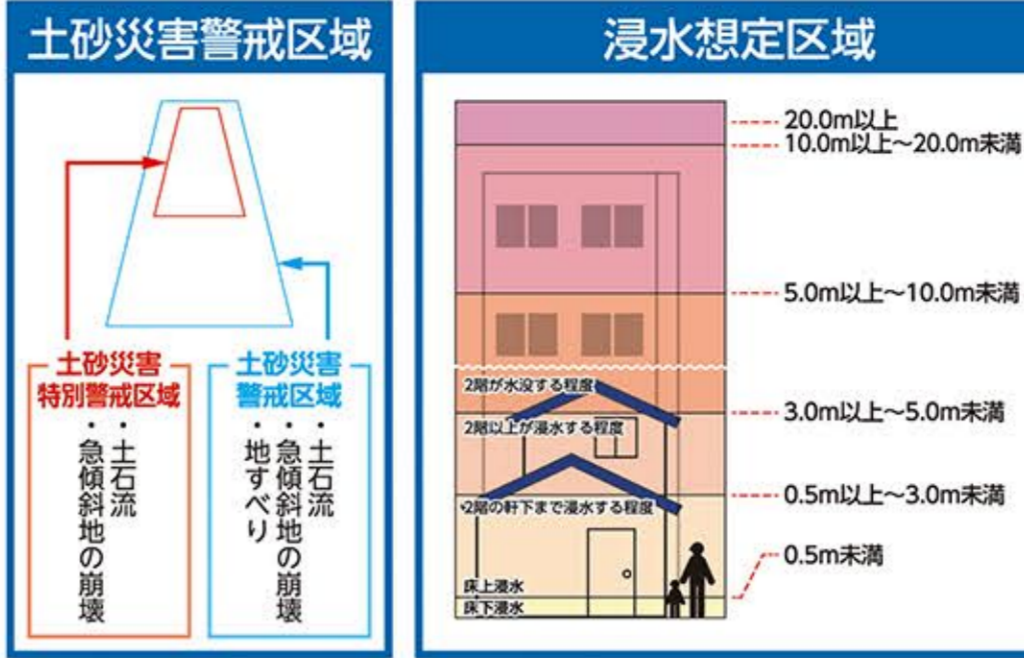 土砂災害警戒区域
土砂災害
特別警戒区域
・土石流
・急傾斜地の崩壊
土砂災害
警戒区域
・土石流
・急傾斜地の崩壊
・地すべり
浸水想定区域
20.0m以上
10.0m以上～20.0m未満
5.0m以上～10.0m未満
2階が水没する程度
3.0m以上～5.0m未満
2階以上が浸水する程度
0.5m以上～3.0m未満
2階の軒下まで浸水する程度
0.5m未満
床上浸水
床下浸水